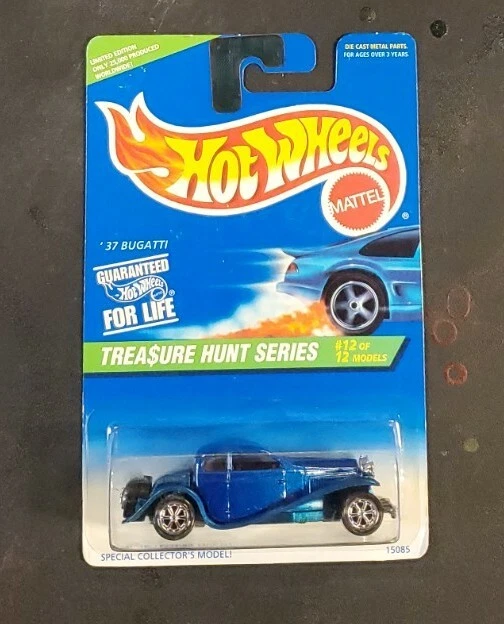 LIMITED EDITION
ONLY 25,000 PRODUCED
WORLDWIDE!
DIE CAST METAL PARTS.
FOR AGES OVER 3 YEARS
HOT WHEELS
MATTEL
®
'37 BUGATTI
GUARANTEED
Hot Wheels ®
FOR LIFE
TREA$URE HUNT SERIES
#12 OF
12 MODELS
SPECIAL COLLECTOR'S MODEL!
15085